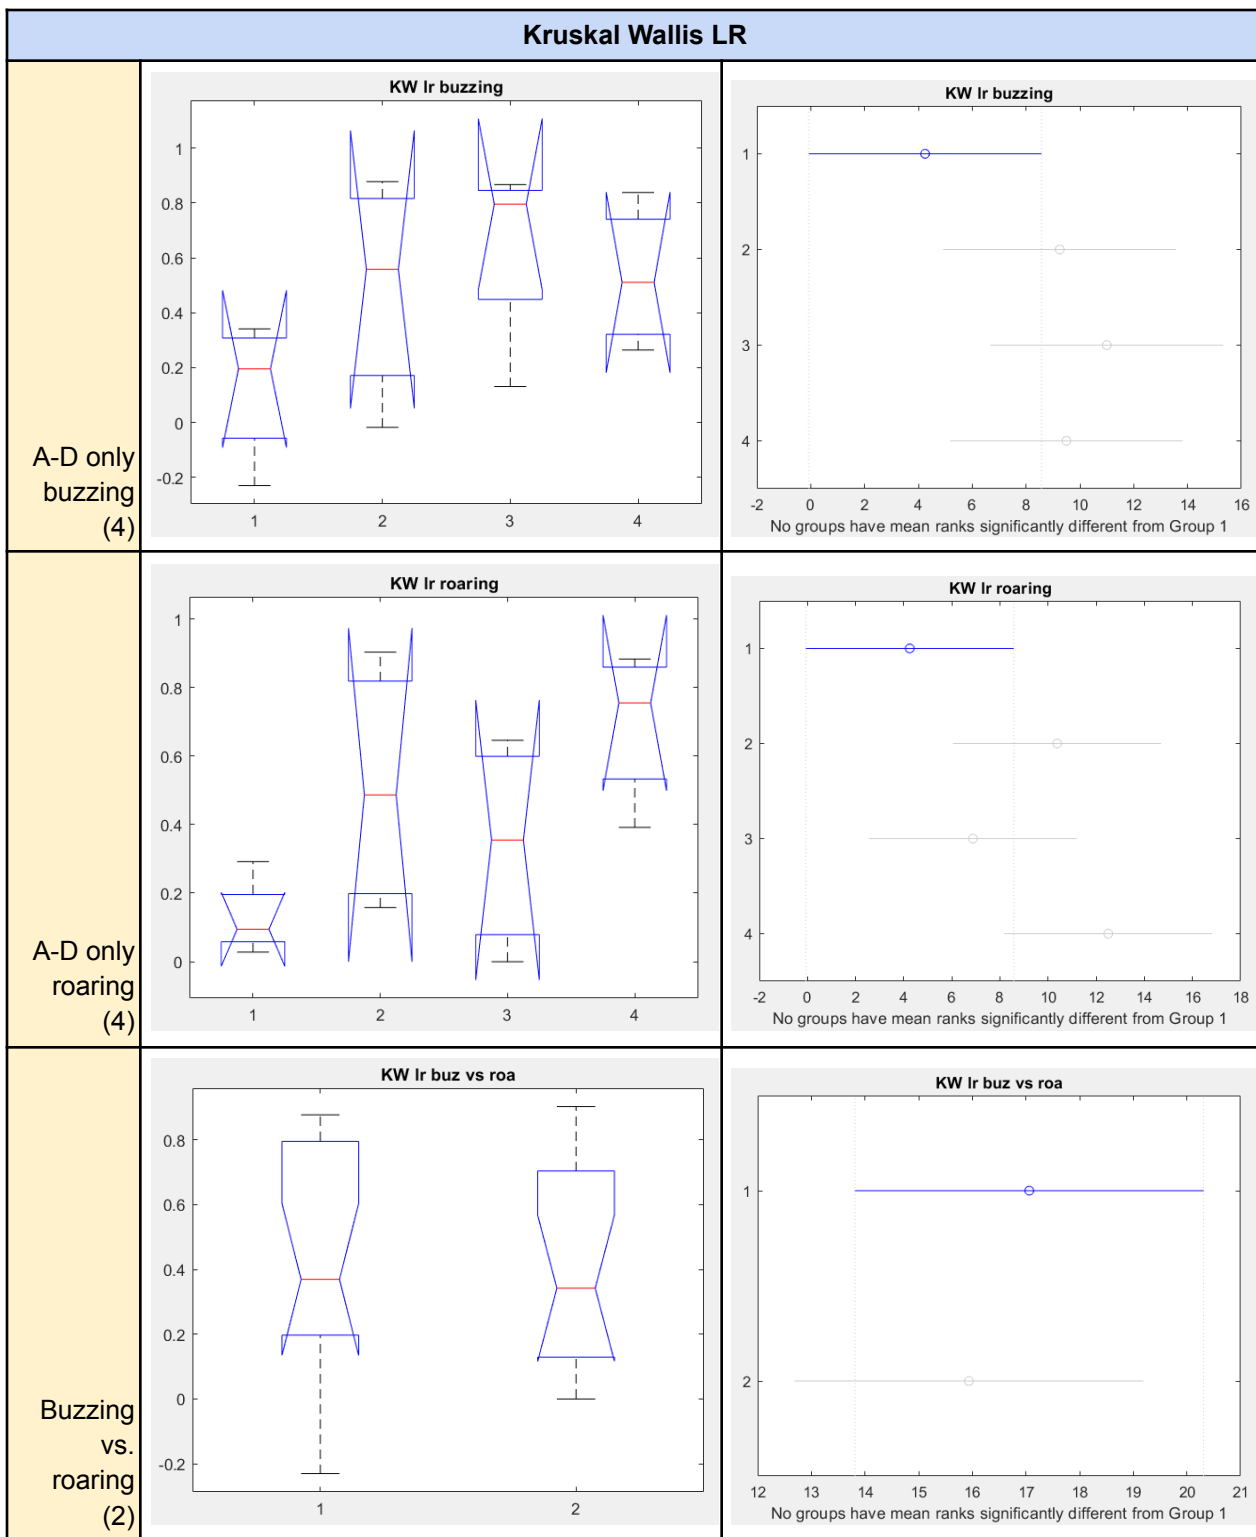 Kruskal Wallis LR
A-D only
buzzing
(4)
KW lr buzzing
1 2 3 4
1
0.8
0.6
0.4
0.2
0
-0.2
1 2 3 4
KW lr buzzing
1
2
3
4
-2 0 2 4 6 8 10 12 14 16
No groups have mean ranks significantly different from Group 1
A-D only
roaring
(4)
KW lr roaring
1
0.8
0.6
0.4
0.2
0
1 2 3 4
KW lr roaring
1
2
3
4
-2 0 2 4 6 8 10 12 14 16 18
No groups have mean ranks significantly different from Group 1
Buzzing
vs.
roaring
(2)
KW lr buz vs roa
0.8
0.6
0.4
0.2
0
-0.2
1 2
KW lr buz vs roa
1
2
12 13 14 15 16 17 18 19 20 21
No groups have mean ranks significantly different from Group 1